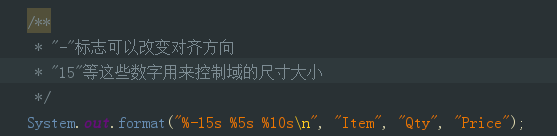 /**
* "-"标志可以改变对齐方向
* "15"等这些数字用来控制域的尺寸大小
*/
System.out.format("%-15s %5s %10s\n", "Item", "Qty", "Price");